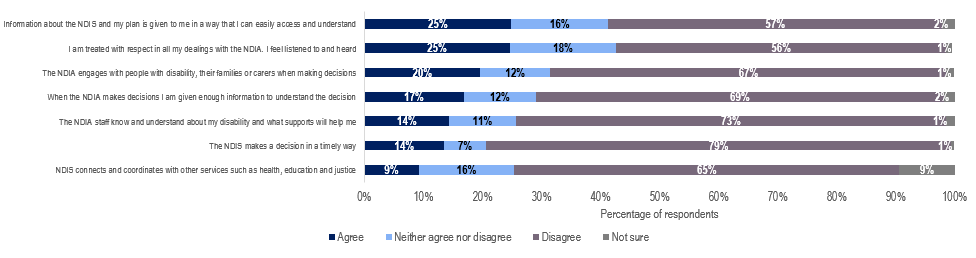 Information about the NDIS and my plan is given to me in a way that I can easily access and understand 25% 16% 57% 2%
I am treated with respect in all my dealings with the NDIA. I feel listened to and heard 25% 18% 56% 1%
The NDIA engages with people with disability, their families or carers when making decisions 20% 12% 67% 1%
When the NDIA makes decisions I am given enough information to understand the decision 17% 12% 69% 2%
The NDIA staff know and understand about my disability and what supports will help me 14% 11% 73% 1%
The NDIS makes a decision in a timely way 14% 7% 79% 1%
NDIS connects and coordinates with other services such as health, education and justice 9% 16% 65% 9%
0% 10% 20% 30% 40% 50% 60% 70% 80% 90% 100%
Percentage of respondents
Agree Neither agree nor disagree Disagree Not sure